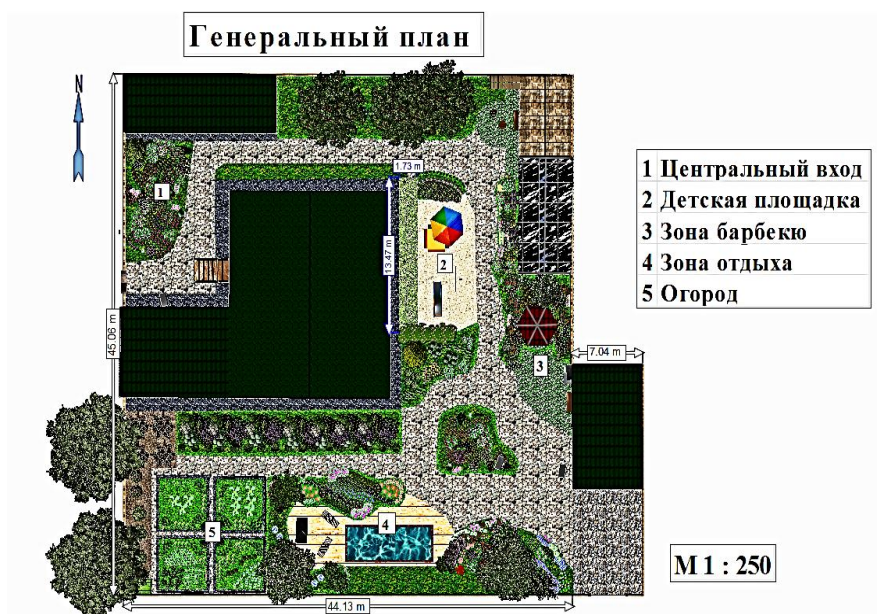 Генеральный план
N
1.73 m
1
13.47 m
2
1 Центральный вход
2 Детская площадка
3 Зона барбекю
4 Зона отдыха
5 Огород
45.06 m
7.04 m
3
4
5
М 1 : 250
44.13 m